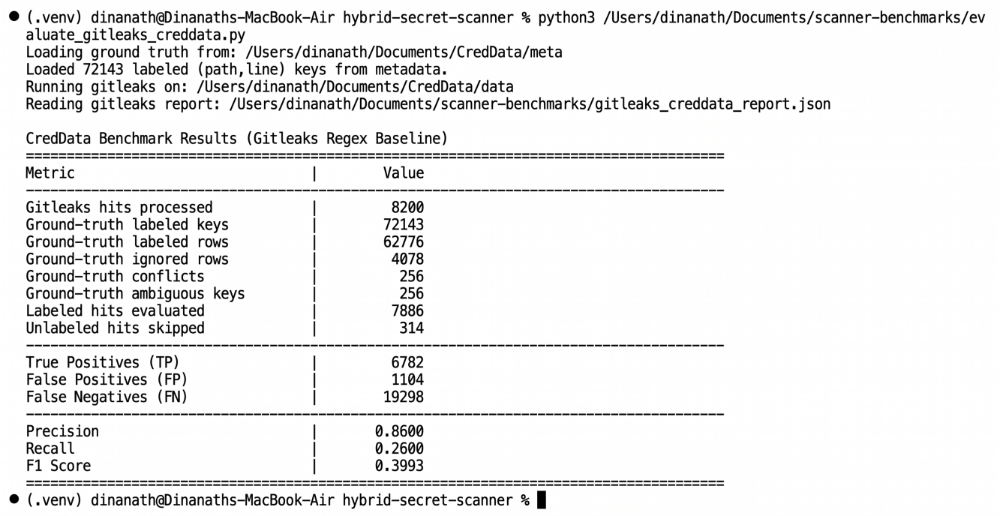 (.venv) dinanath@Dinanaths-MacBook-Air hybrid-secret-scanner % python3 /Users/dinanath/Documents/scanner-benchmarks/ev
aluate_gitleaks_creddata.py
Loading ground truth from: /Users/dinanath/Documents/CredData/meta
Loaded 72143 labeled (path,line) keys from metadata.
Running gitleaks on: /Users/dinanath/Documents/CredData/data
Reading gitleaks report: /Users/dinanath/Documents/scanner-benchmarks/gitleaks_creddata_report.json
CredData Benchmark Results (Gitleaks Regex Baseline)
==========================================================================================
Metric | Value
------------------------------------------------------------------------------------------
Gitleaks hits processed | 8200
Ground-truth labeled keys | 72143
Ground-truth labeled rows | 62776
Ground-truth ignored rows | 4078
Ground-truth conflicts | 256
Ground-truth ambiguous keys | 256
Labeled hits evaluated | 7886
Unlabeled hits skipped | 314
------------------------------------------------------------------------------------------
True Positives (TP) | 6782
False Positives (FP) | 1104
False Negatives (FN) | 19298
------------------------------------------------------------------------------------------
Precision | 0.8600
Recall | 0.2600
F1 Score | 0.3993
==========================================================================================
(.venv) dinanath@Dinanaths-MacBook-Air hybrid-secret-scanner %